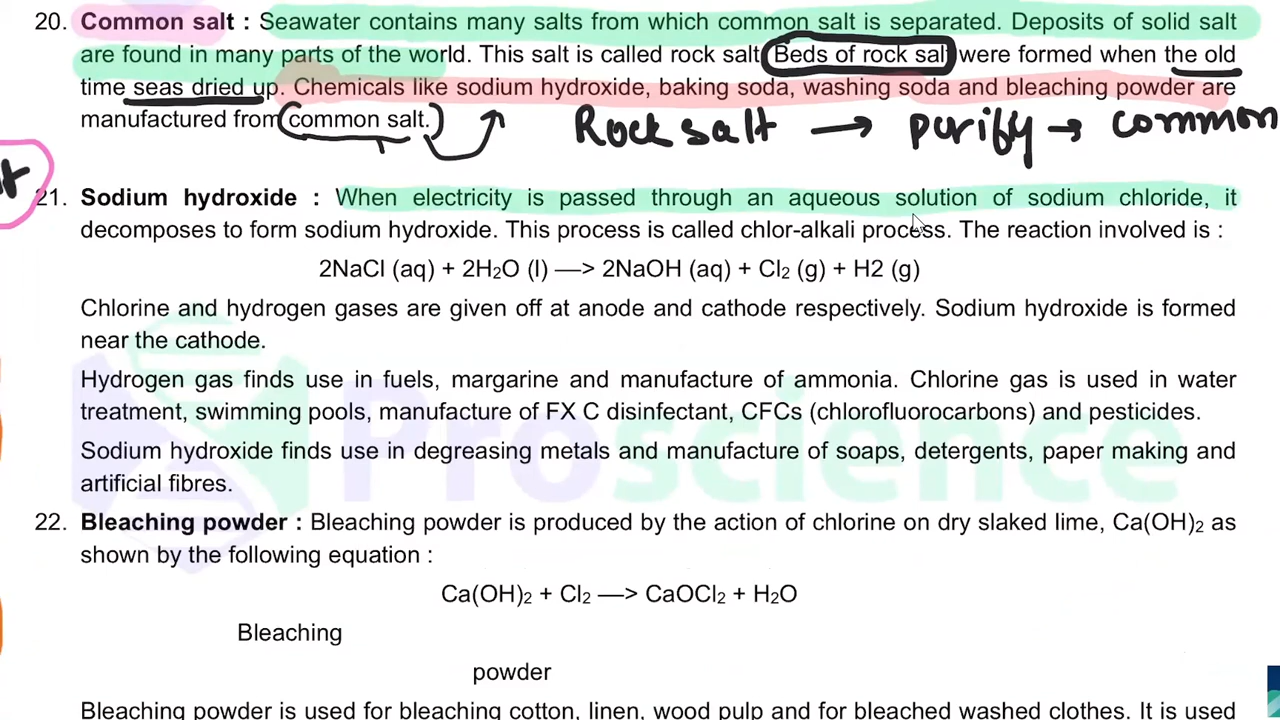 20. Common salt : Seawater contains many salts from which common salt is separated. Deposits of solid salt
are found in many parts of the world. This salt is called rock salt Beds of rock sal were formed when the old
time seas dried up. Chemicals like sodium hydroxide, baking soda, washing soda and bleaching powder are
manufactured from common salt.
Rock salt → purify → common
21. Sodium hydroxide : When electricity is passed through an aqueous solution of sodium chloride, it
decomposes to form sodium hydroxide. This process is called chlor-alkali process. The reaction involved is :
2NaCl (aq) + 2H₂O (l) —> 2NaOH (aq) + Cl₂ (g) + H2 (g)
Chlorine and hydrogen gases are given off at anode and cathode respectively. Sodium hydroxide is formed
near the cathode.
Hydrogen gas finds use in fuels, margarine and manufacture of ammonia. Chlorine gas is used in water
treatment, swimming pools, manufacture of FX C disinfectant, CFCs (chlorofluorocarbons) and pesticides.
Proscience
Sodium hydroxide finds use in degreasing metals and manufacture of soaps, detergents, paper making and
artificial fibres.
22. Bleaching powder : Bleaching powder is produced by the action of chlorine on dry slaked lime, Ca(OH)₂ as
shown by the following equation :
Ca(OH)₂ + Cl₂ —> CaOCl₂ + H₂O
Bleaching
powder
Bleaching powder is used for bleaching cotton, linen, wood pulp and for bleached washed clothes. It is used